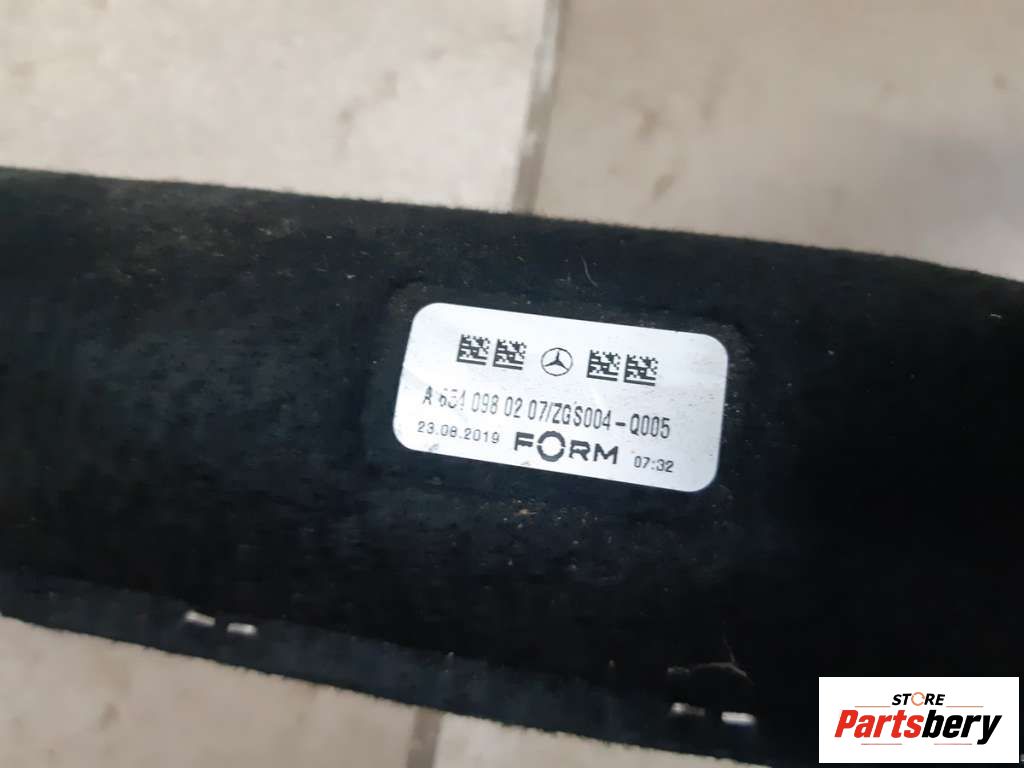 A 654 098 02 07/ZGS004-Q005
23.08.2019 FORM 07:32
STORE
Partsbery